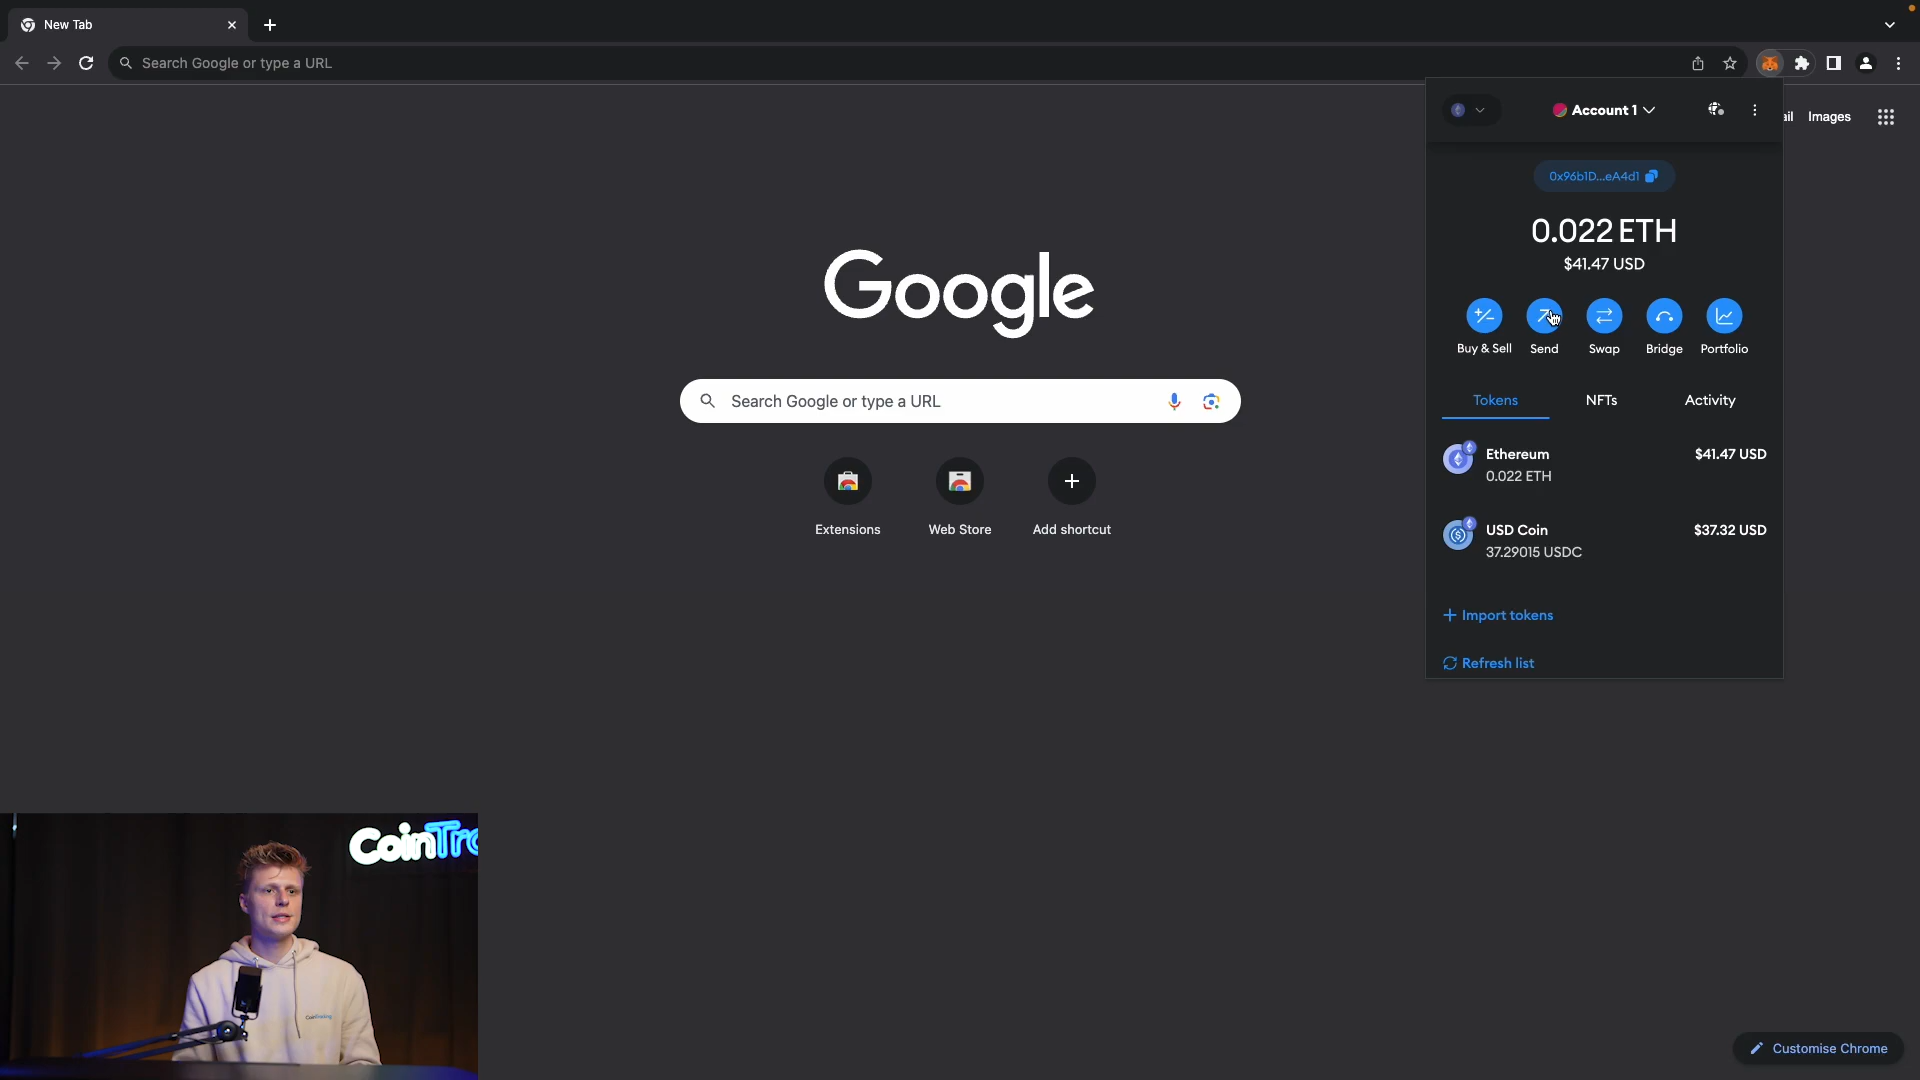 New Tab
Search Google or type a URL
Account 1
ail
Images
0x96b1D...eA4d1
0.022 ETH
$41.47 USD
Buy & Sell
Send
Swap
Bridge
Portfolio
Google
Search Google or type a URL
Tokens
NFTs
Activity
Ethereum
$41.47 USD
0.022 ETH
Extensions
Web Store
Add shortcut
USD Coin
$37.32 USD
37.29015 USDC
+ Import tokens
Refresh list
CoinTra
CoinTracking
Customise Chrome